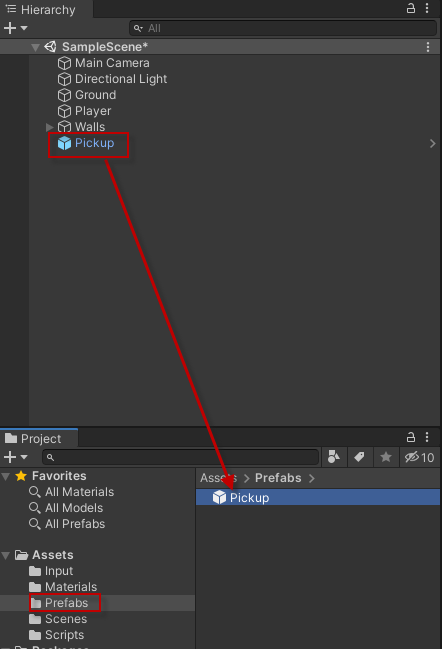 Hierarchy
All
SampleScene*
Main Camera
Directional Light
Ground
Player
Walls
Pickup
Project
10
Favorites
All Materials
All Models
All Prefabs
Assets
Input
Materials
Prefabs
Scenes
Scripts
Packages
Assets > Prefabs >
Pickup